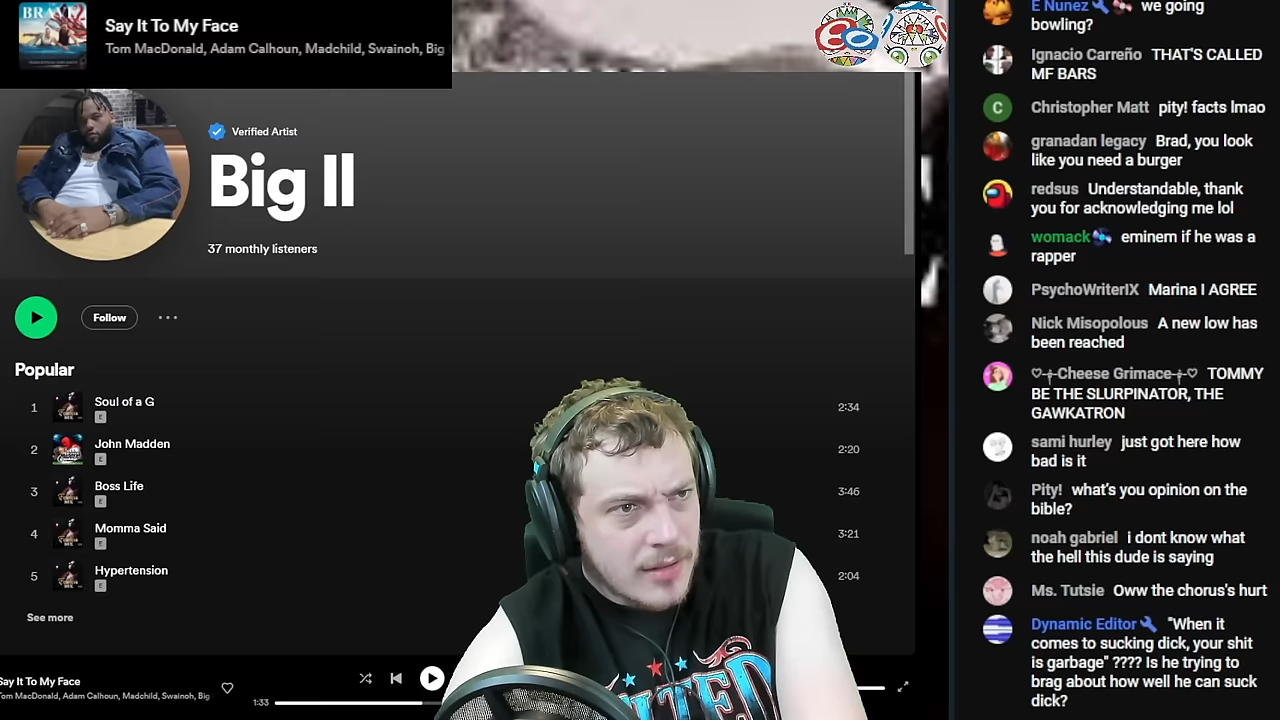 BRAVE
Say It To My Face
Tom MacDonald, Adam Calhoun, Madchild, Swainoh, Big
Verified Artist
Big Il
37 monthly listeners
Follow
Popular
1 Soul of a G 2:34
E
2 John Madden 2:20
E
3 Boss Life 3:46
E
4 Momma Said 3:21
E
5 Hypertension 2:04
E
See more
Say It To My Face
Tom MacDonald, Adam Calhoun, Madchild, Swainoh, Big
1:33
E Nunez we going
bowling?
Ignacio Carreño THAT'S CALLED
MF BARS
C
Christopher Matt pity! facts lmao
granadan legacy Brad, you look
like you need a burger
redsus Understandable, thank
you for acknowledging me lol
womack eminem if he was a
rapper
PsychoWriterIX Marina I AGREE
Nick Misopolous A new low has
been reached
♡-‡-Cheese Grimace-‡-♡ TOMMY
BE THE SLURPINATOR, THE
GAWKATRON
sami hurley just got here how
bad is it
Pity! what's you opinion on the
bible?
noah gabriel i dont know what
the hell this dude is saying
Ms. Tutsie Oww the chorus's hurt
Dynamic Editor "When it
comes to sucking dick, your shit
is garbage" ???? Is he trying to
brag about how well he can suck
dick?